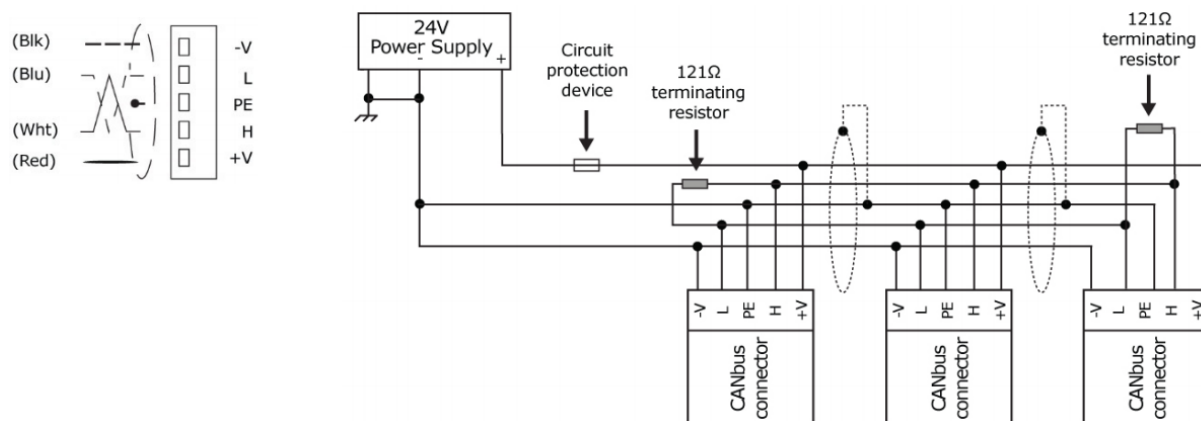 (Blk)
-V
(Blu)
L
PE
(Wht)
H
(Red)
+V
24V
Power Supply
-
+
Circuit
protection
device
121Ω
terminating
resistor
121Ω
terminating
resistor
-V
L
PE
H
+V
CANbus
connector
-V
L
PE
H
+V
CANbus
connector
-V
L
PE
H
+V
CANbus
connector